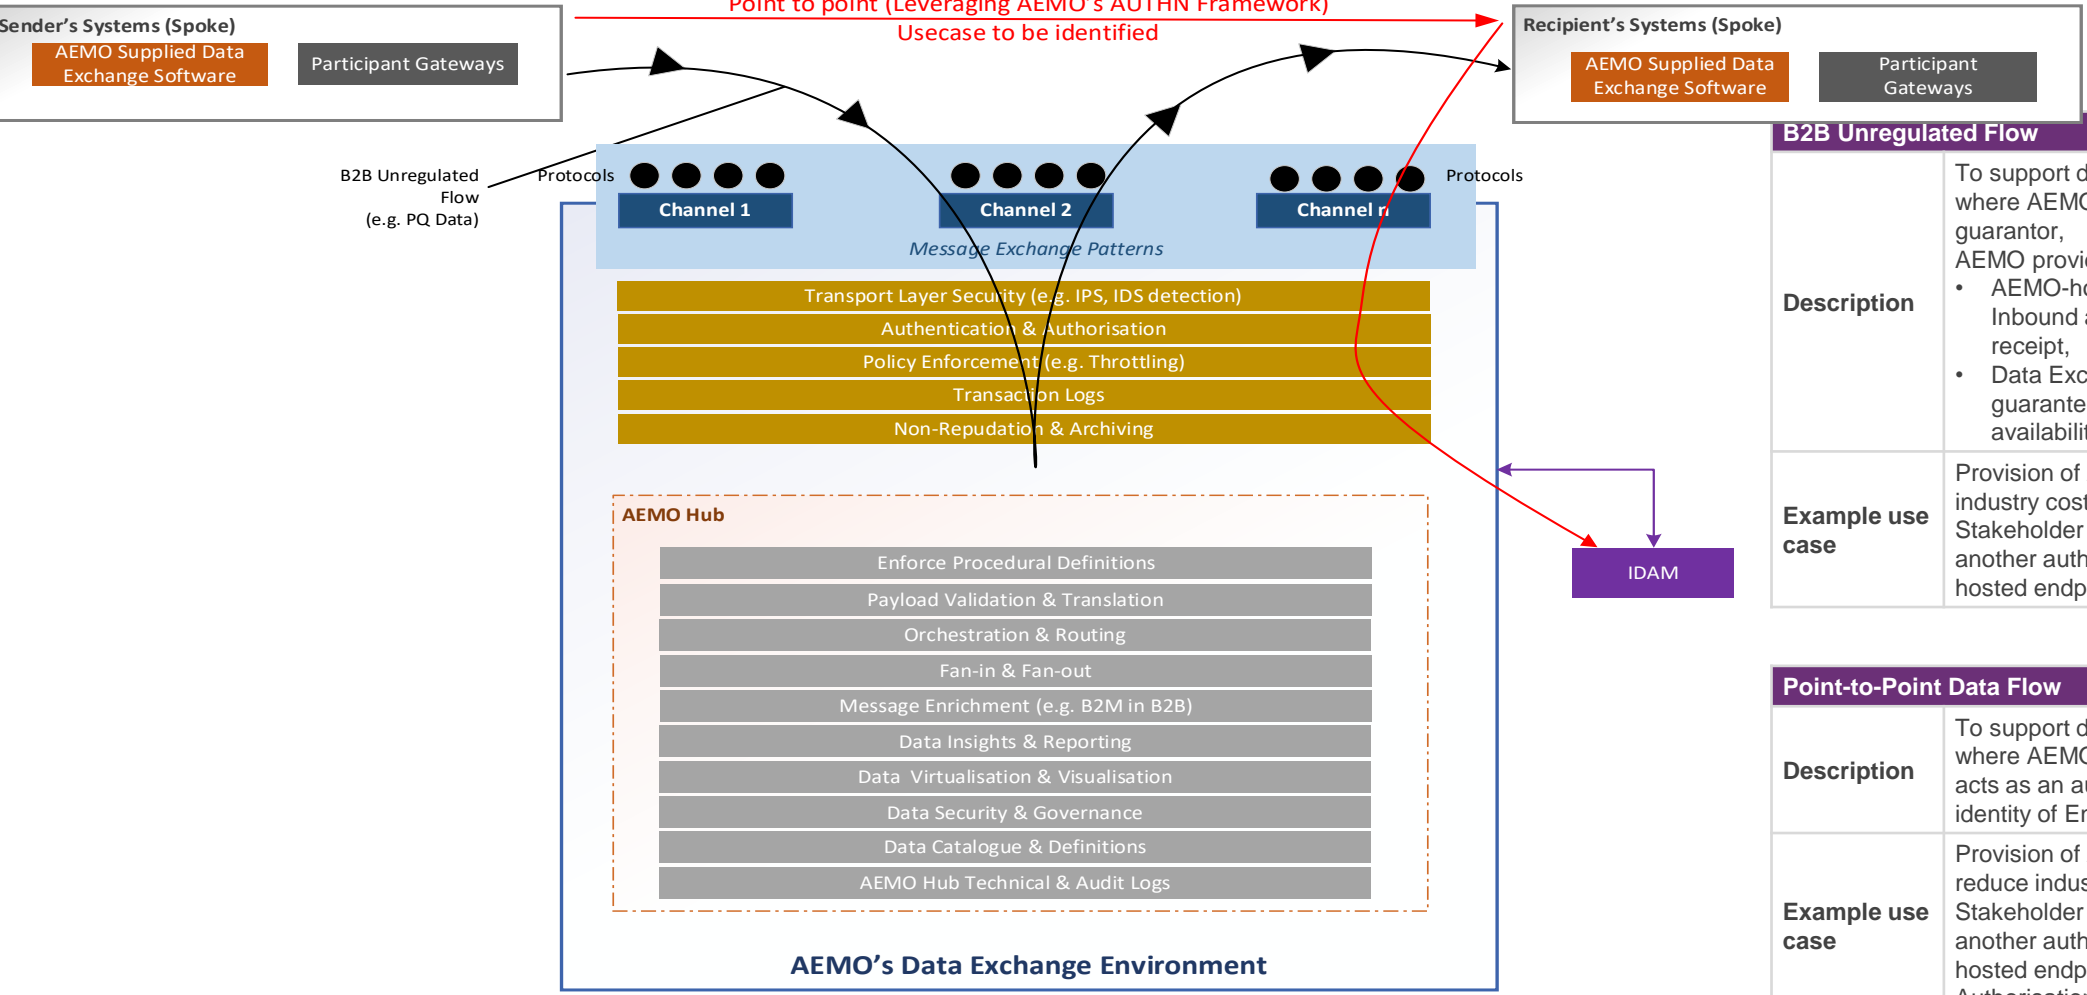 Point to point (Leveraging AEMO's AUTHN Framework)
Usecase to be identified
Sender's Systems (Spoke)
AEMO Supplied Data
Exchange Software
Participant Gateways
Recipient's Systems (Spoke)
AEMO Supplied Data
Exchange Software
Participant
Gateways
B2B Unregulated
Flow
(e.g. PQ Data)
Protocols
Protocols
Channel 1
Channel 2
Channel n
Message Exchange Patterns
Transport Layer Security (e.g. IPS, IDS detection)
Authentication & Authorisation
Policy Enforcement (e.g. Throttling)
Transaction Logs
Non-Repudation & Archiving
AEMO Hub
Enforce Procedural Definitions
Payload Validation & Translation
Orchestration & Routing
Fan-in & Fan-out
Message Enrichment (e.g. B2M in B2B)
Data Insights & Reporting
Data Virtualisation & Visualisation
Data Security & Governance
Data Catalogue & Definitions
AEMO Hub Technical & Audit Logs
AEMO's Data Exchange Environment
IDAM
B2B Unregulated Flow
Description
To support d
where AEMO
guarantor,
AEMO provi
• AEMO-ho
Inbound a
receipt,
• Data Exc
guarante
availabili
Example use
case
Provision of
industry cost
Stakeholder
another auth
hosted endp
Point-to-Point Data Flow
Description
To support d
where AEMO
acts as an au
identity of En
Example use
case
Provision of
reduce indus
Stakeholder
another auth
hosted endp
Authorisation